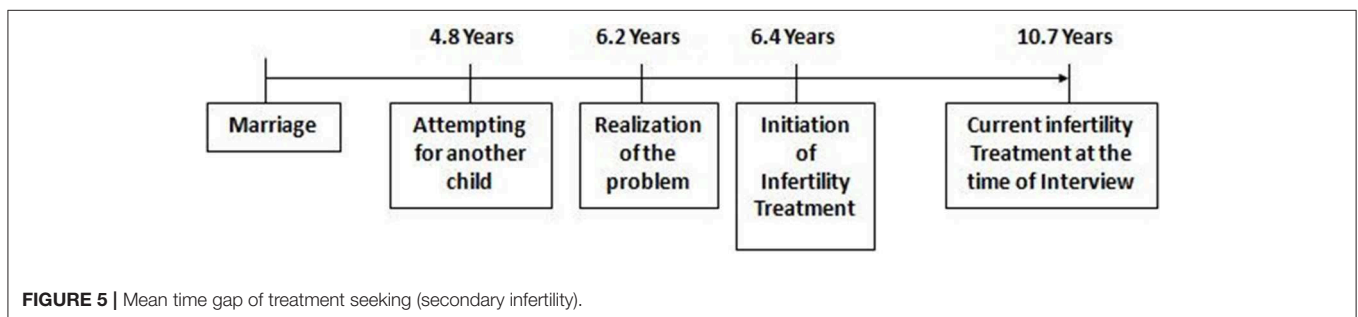 4.8 Years 6.2 Years 6.4 Years 10.7 Years
Marriage
Attempting
for another
child
Realization
of the
problem
Initiation
of
Infertility
Treatment
Current infertility
Treatment at the
time of Interview
FIGURE 5 | Mean time gap of treatment seeking (secondary infertility).